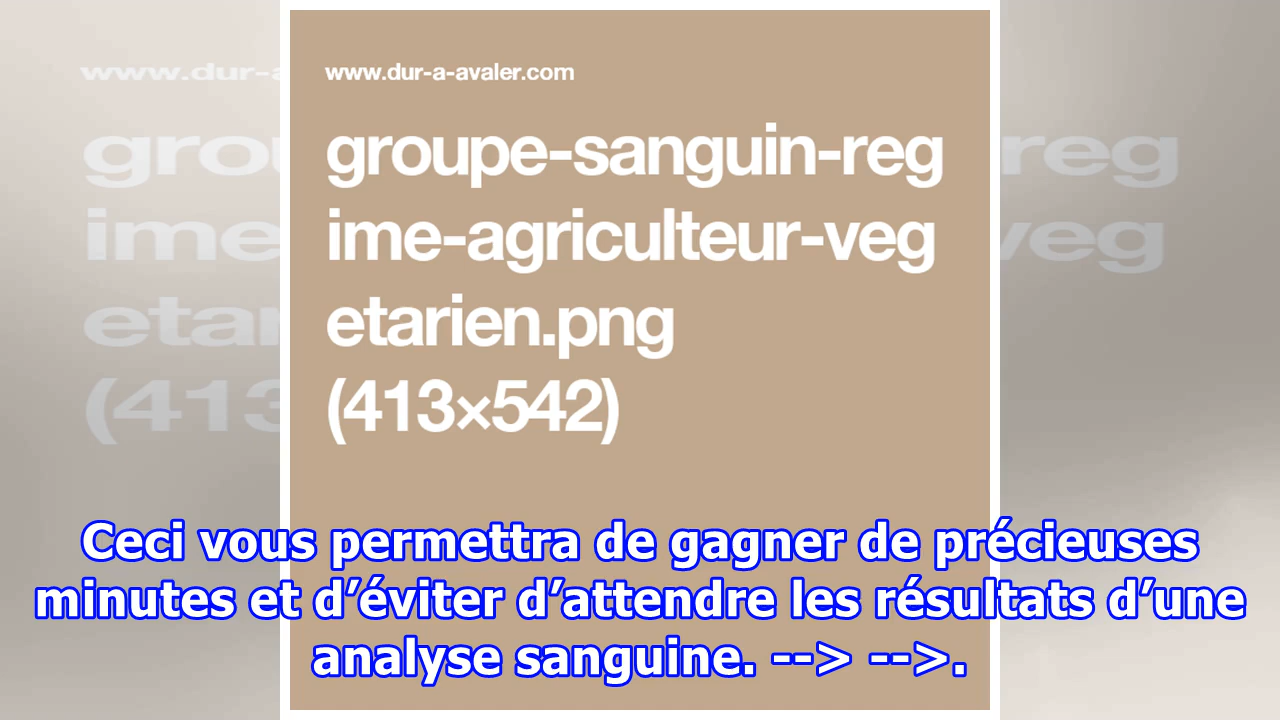 www.dur-a-avaler.com
groupe-sanguin-reg
ime-agriculteur-veg
etarien.png
(413×542)
Ceci vous permettra de gagner de précieuses
minutes et d’éviter d’attendre les résultats d’une
analyse sanguine. --> -->.